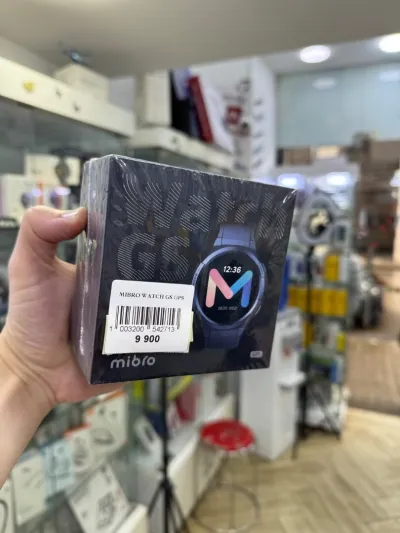 Watch
GS
12:36
M
MIBRO WATCH GS GPS
1 003200 542713
9 900
mibro